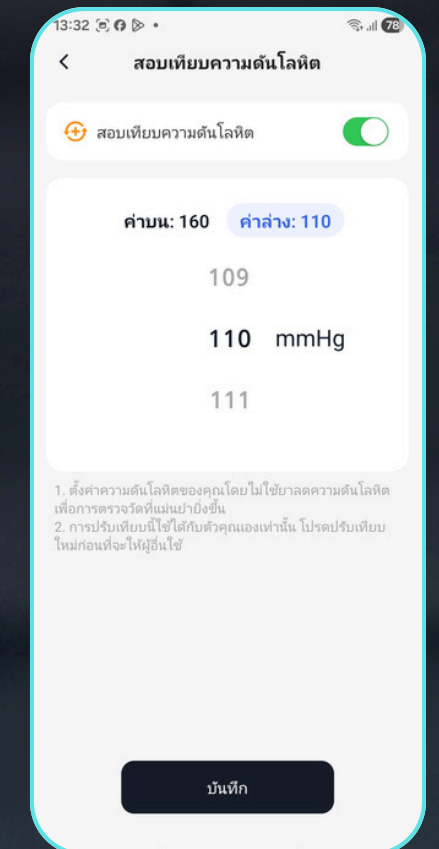 13:32
78
สอบเทียบความดันโลหิต
สอบเทียบความดันโลหิต
ค่าบน: 160 ค่าล่าง: 110
109
110 mmHg
111
1. ตั้งค่าความดันโลหิตของคุณโดยไม่ใช้ยาลดความดันโลหิต
เพื่อการตรวจวัดที่แม่นยำยิ่งขึ้น
2. การปรับเทียบนี้ใช้ได้กับตัวคุณเองเท่านั้น โปรดปรับเทียบ
ใหม่ก่อนที่จะให้ผู้อื่นใช้
บันทึก